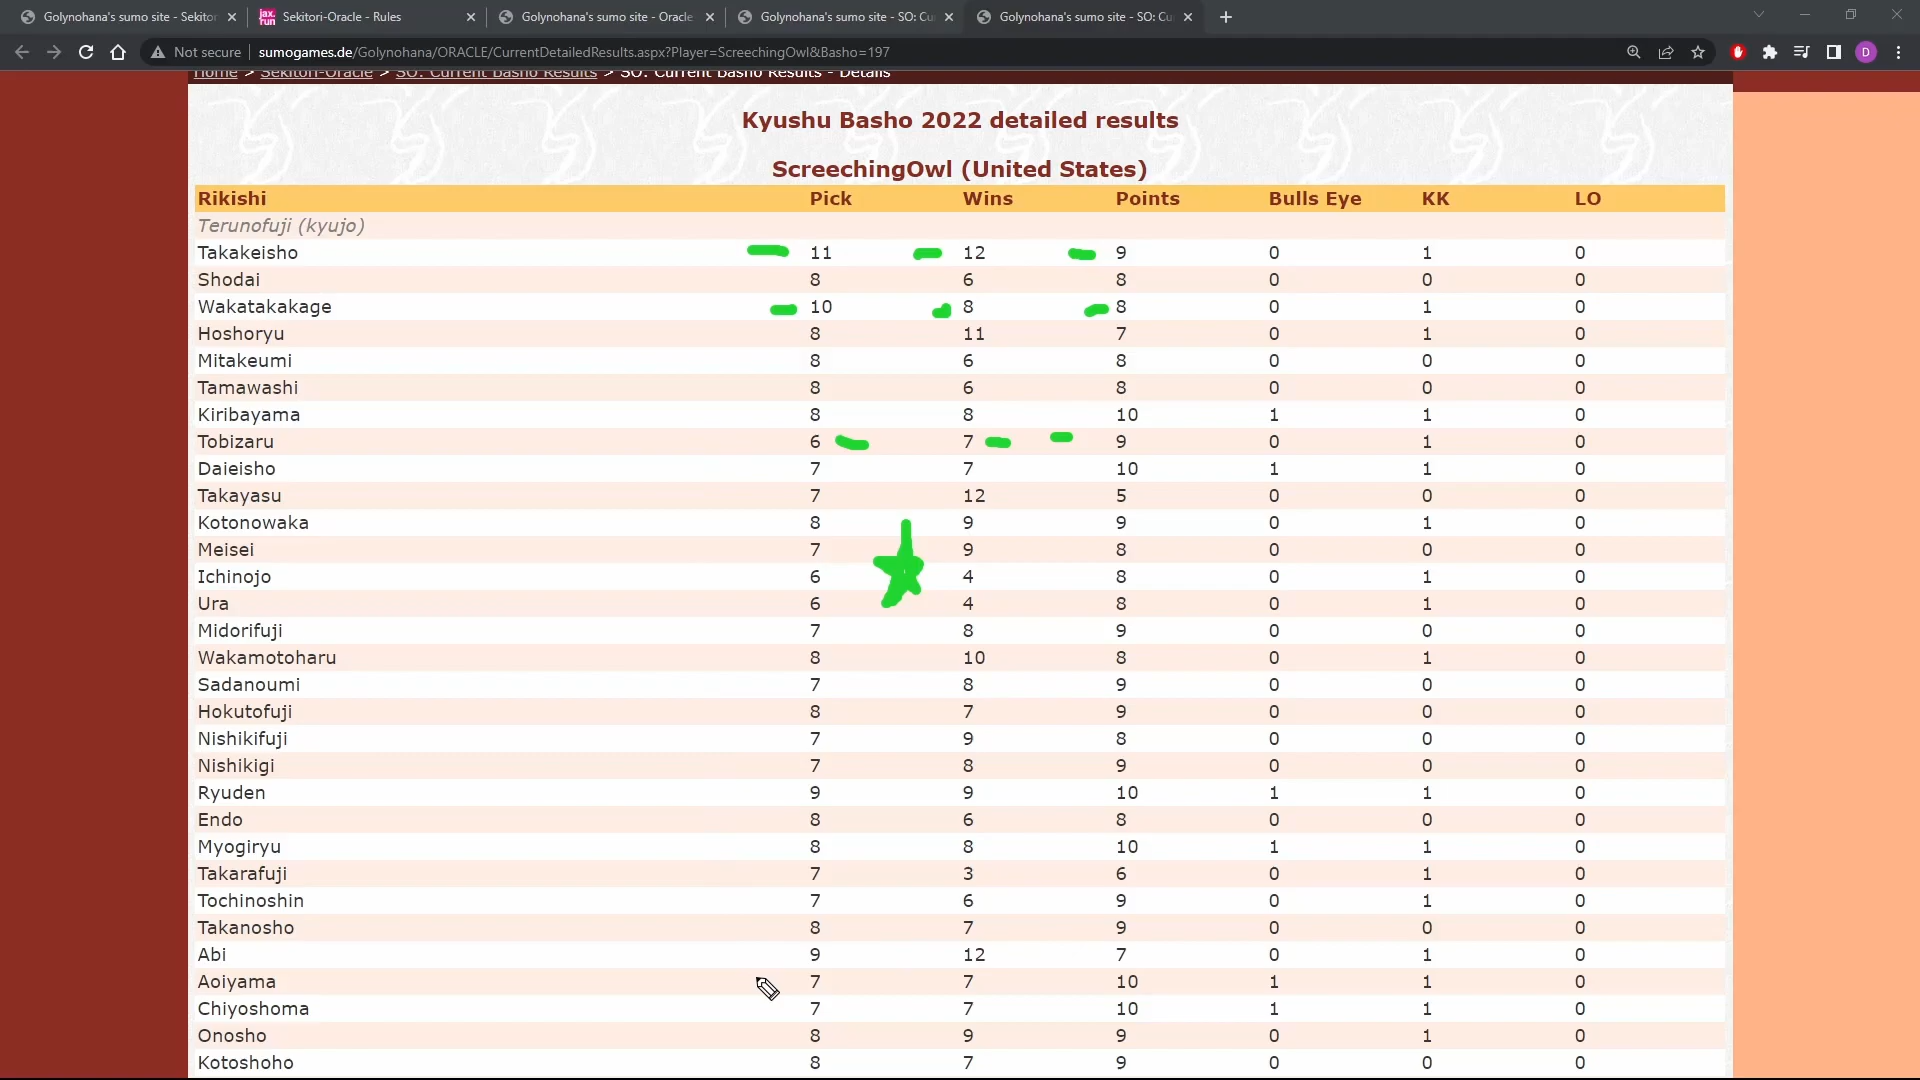 Golynohana's sumo site - Sekitor
Sekitori-Oracle - Rules
Golynohana's sumo site - Oracle
Golynohana's sumo site - SO: Cu
Golynohana's sumo site - SO: Cu
Not secure sumogames.de/Golynohana/ORACLE/CurrentDetailedResults.aspx?Player=ScreechingOwl&Basho=197
D
Home > Sekitori-Oracle > SO: Current Basho Results > SO: Current Basho Results - Details
Kyushu Basho 2022 detailed results
ScreechingOwl (United States)
Rikishi Pick Wins Points Bulls Eye KK LO
Terunofuji (kyujo)
Takakeisho 11 12 9 0 1 0
Shodai 8 6 8 0 0 0
Wakatakakage 10 8 8 0 1 0
Hoshoryu 8 11 7 0 1 0
Mitakeumi 8 6 8 0 0 0
Tamawashi 8 6 8 0 0 0
Kiribayama 8 8 10 1 1 0
Tobizaru 6 7 9 0 1 0
Daieisho 7 7 10 1 1 0
Takayasu 7 12 5 0 0 0
Kotonowaka 8 9 9 0 1 0
Meisei 7 9 8 0 0 0
Ichinojo 6 4 8 0 1 0
Ura 6 4 8 0 1 0
Midorifuji 7 8 9 0 0 0
Wakamotoharu 8 10 8 0 1 0
Sadanoumi 7 8 9 0 0 0
Hokutofuji 8 7 9 0 0 0
Nishikifuji 7 9 8 0 0 0
Nishikigi 7 8 9 0 0 0
Ryuden 9 9 10 1 1 0
Endo 8 6 8 0 0 0
Myogiryu 8 8 10 1 1 0
Takarafuji 7 3 6 0 1 0
Tochinoshin 7 6 9 0 1 0
Takanosho 8 7 9 0 0 0
Abi 9 12 7 0 1 0
Aoiyama 7 7 10 1 1 0
Chiyoshoma 7 7 10 1 1 0
Onosho 8 9 9 0 1 0
Kotoshoho 8 7 9 0 0 0